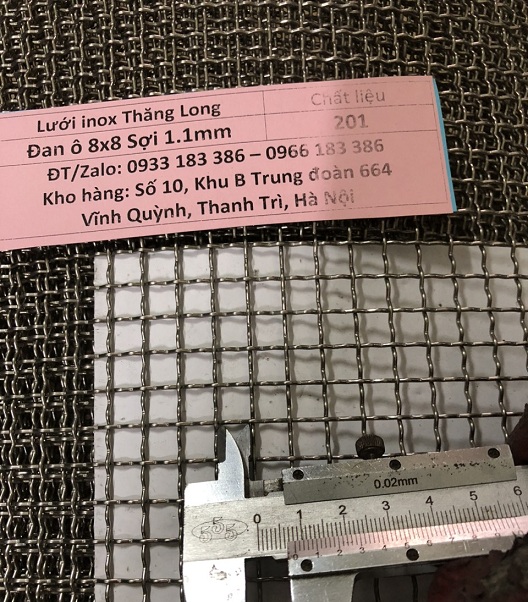 Lưới inox Thăng Long
Chất liệu
Đan ô 8x8 Sợi 1.1mm
201
ĐT/Zalo: 0933 183 386 – 0966 183 386
Kho hàng: Số 10, Khu B Trung đoàn 664
Vĩnh Quỳnh, Thanh Trì, Hà Nội
0.02mm
0 1 2 3 4 5 6